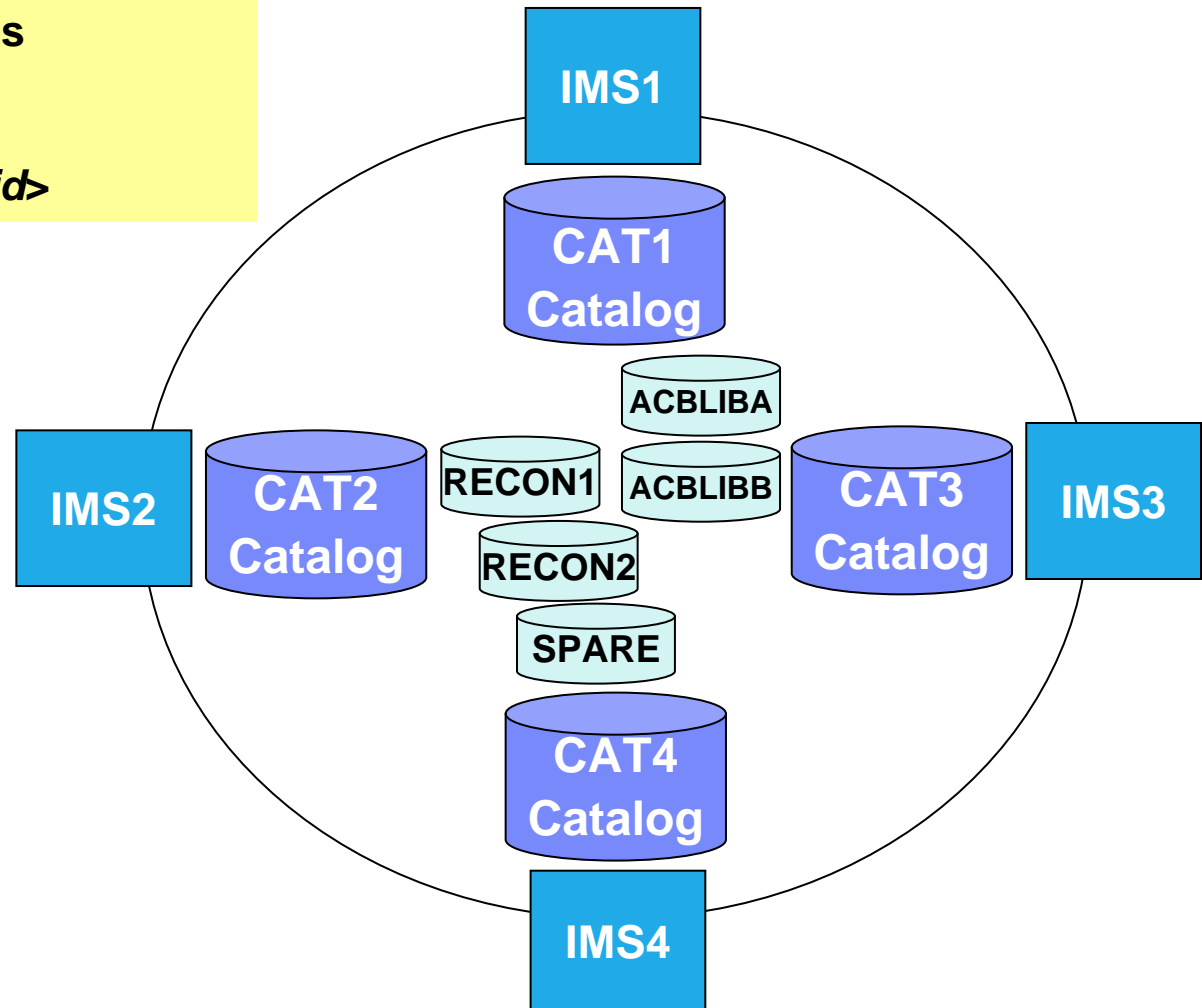 s
id>
IMS1
CAT1
Catalog
ACBLIBA
ACBLIBB
RECON1
RECON2
SPARE
IMS2
CAT2
Catalog
CAT3
Catalog
IMS3
CAT4
Catalog
IMS4